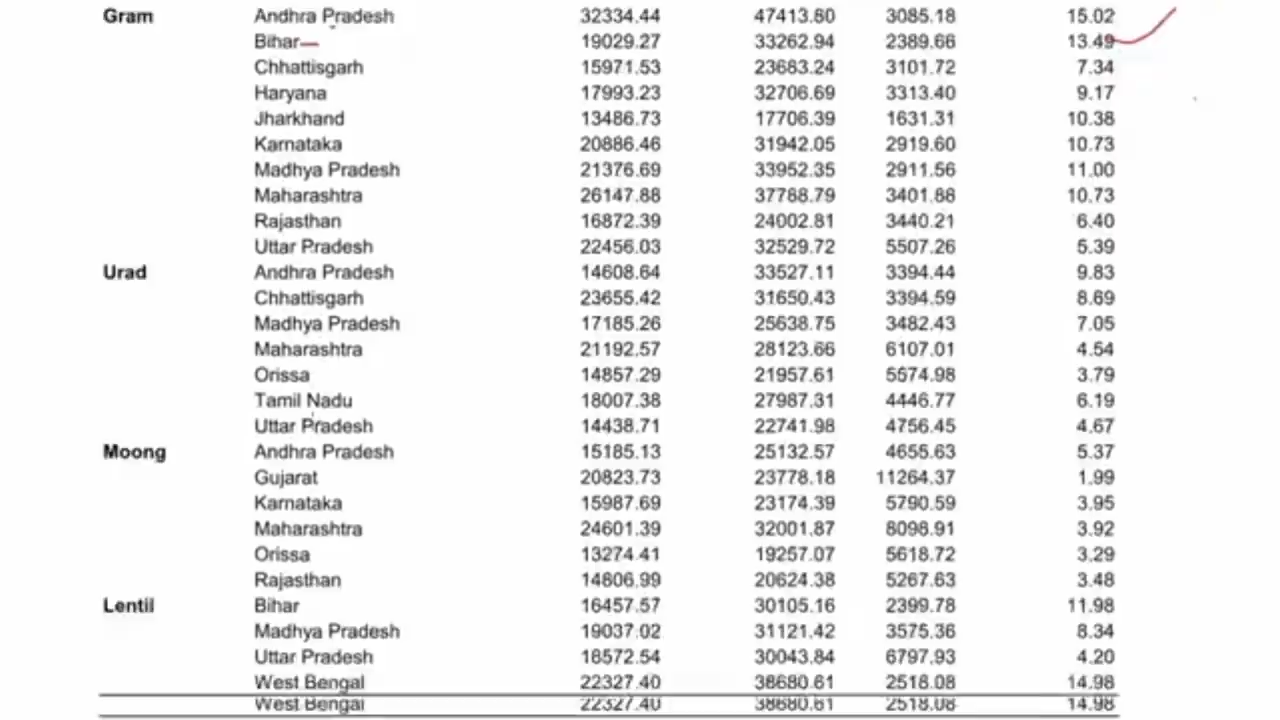 Gram Andhra Pradesh 32334.44 47413.60 3085.18 15.02
Bihar 19029.27 33262.94 2389.66 13.49
Chhattisgarh 15971.53 23683.24 3101.72 7.34
Haryana 17993.23 32706.69 3313.40 9.17
Jharkhand 13486.73 17706.39 1631.31 10.38
Karnataka 20886.46 31942.05 2919.60 10.73
Madhya Pradesh 21376.69 33952.35 2911.56 11.00
Maharashtra 26147.88 37788.79 3401.88 10.73
Rajasthan 16872.39 24002.81 3440.21 6.40
Uttar Pradesh 22456.03 32529.72 5507.26 5.39
Urad Andhra Pradesh 14608.64 33527.11 3394.44 9.83
Chhattisgarh 23655.42 31650.43 3394.59 8.69
Madhya Pradesh 17185.26 25638.75 3482.43 7.05
Maharashtra 21192.57 28123.66 6107.01 4.54
Orissa 14857.29 21957.61 5574.98 3.79
Tamil Nadu 18007.38 27987.31 4446.77 6.19
Uttar Pradesh 14438.71 22741.98 4756.45 4.67
Moong Andhra Pradesh 15185.13 25132.57 4655.63 5.37
Gujarat 20823.73 23778.18 11264.37 1.99
Karnataka 15987.69 23174.39 5790.59 3.95
Maharashtra 24601.39 32001.87 8098.91 3.92
Orissa 13274.41 19257.07 5618.72 3.29
Rajasthan 14806.99 20624.38 5267.63 3.48
Lentil Bihar 16457.57 30105.16 2399.78 11.98
Madhya Pradesh 19037.02 31121.42 3575.36 8.34
Uttar Pradesh 18572.54 30043.84 6797.93 4.20
West Bengal 22327.40 38680.61 2518.08 14.98
West Bengal 22327.40 38680.61 2518.08 14.98